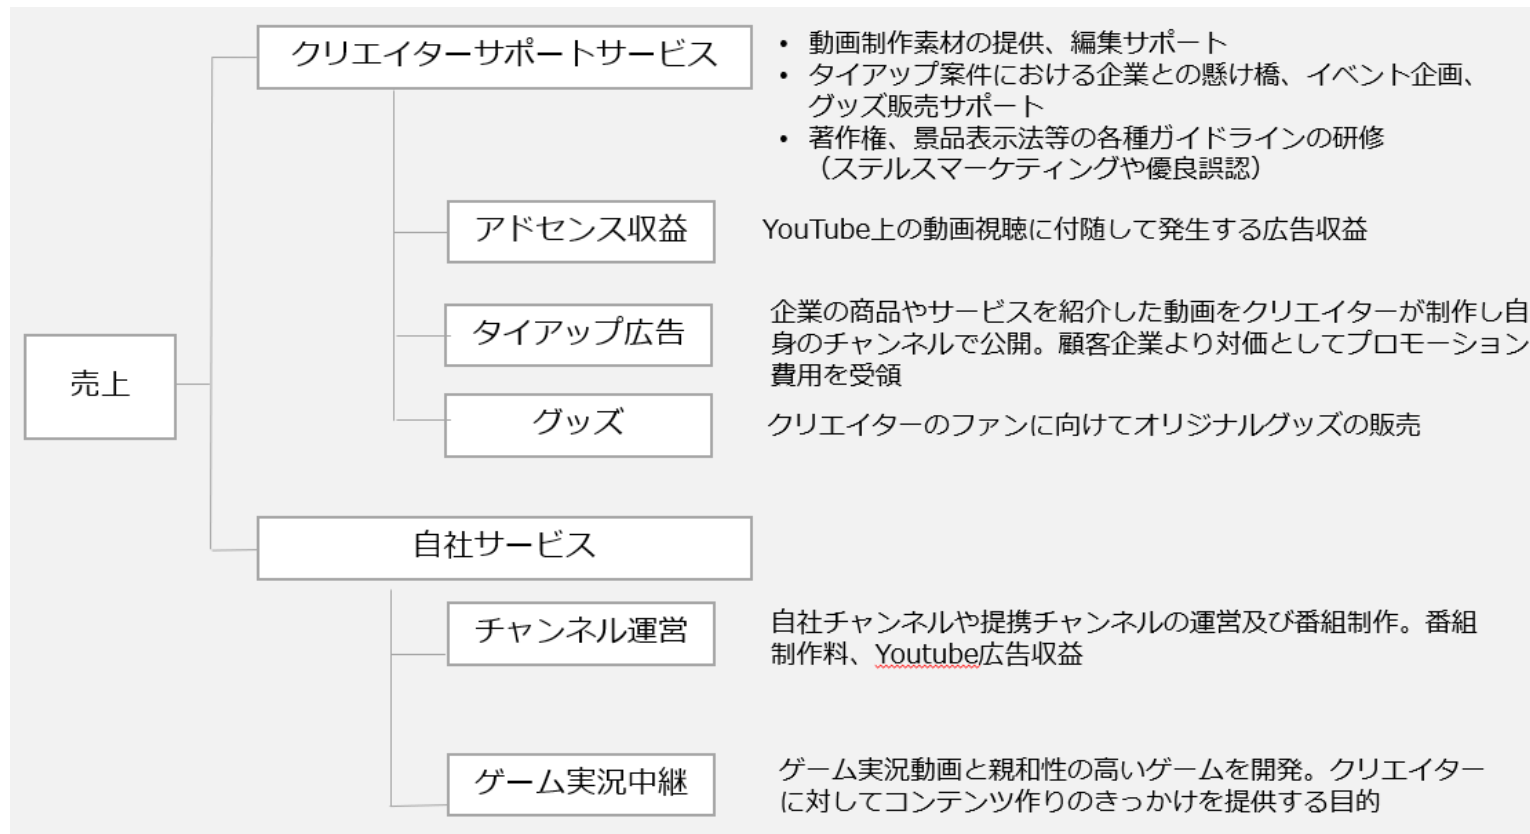 クリエイターサポートサービス
• 動画制作素材の提供、編集サポート
• タイアップ案件における企業との懸け橋、イベント企画、
グッズ販売サポート
• 著作権、景品表示法等の各種ガイドラインの研修
（ステルスマーケティングや優良誤認）
アドセンス収益
YouTube上の動画視聴に付随して発生する広告収益
タイアップ広告
企業の商品やサービスを紹介した動画をクリエイターが制作し自
身のチャンネルで公開。顧客企業より対価としてプロモーション
費用を受領
売上
グッズ
クリエイターのファンに向けてオリジナルグッズの販売
自社サービス
チャンネル運営
自社チャンネルや提携チャンネルの運営及び番組制作。番組
制作料、Youtube広告収益
ゲーム実況中継
ゲーム実況動画と親和性の高いゲームを開発。クリエイター
に対してコンテンツ作りのきっかけを提供する目的